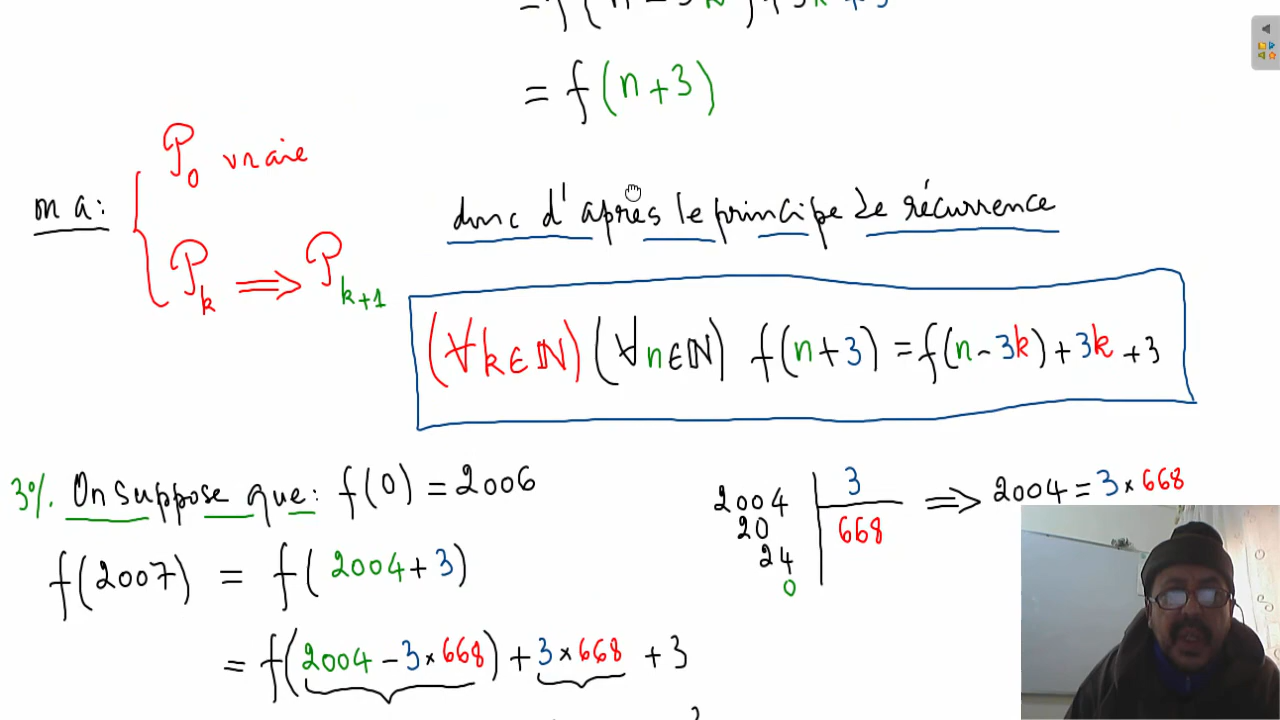 = f(n+3)
P₀ vraie
on a:
donc d'après le principe de récurrence
P_k ⟹ P_{k+1}
(∀k∈ℕ) (∀n∈ℕ) f(n+3) = f(n-3k)+3k+3
3%. On suppose que: f(0) = 2006
2004 | 3
20 668
24
0
⟹ 2004 = 3×668
f(2007) = f(2004+3)
= f(2004-3×668) + 3×668 + 3